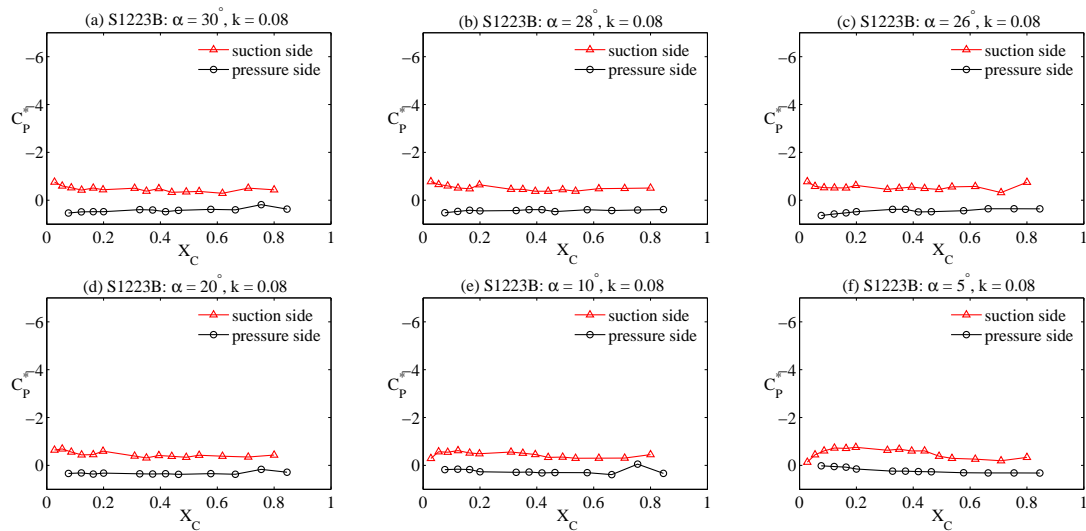 (a) S1223B: α = 30°, k = 0.08
suction side
pressure side
−6
−4
−2
0
C_P^*
0
0.2
0.4
0.6
0.8
1
X_C
(b) S1223B: α = 28°, k = 0.08
suction side
pressure side
−6
−4
−2
0
C_P^*
0
0.2
0.4
0.6
0.8
1
X_C
(c) S1223B: α = 26°, k = 0.08
suction side
pressure side
−6
−4
−2
0
C_P^*
0
0.2
0.4
0.6
0.8
1
X_C
(d) S1223B: α = 20°, k = 0.08
suction side
pressure side
−6
−4
−2
0
C_P^*
0
0.2
0.4
0.6
0.8
1
X_C
(e) S1223B: α = 10°, k = 0.08
suction side
pressure side
−6
−4
−2
0
C_P^*
0
0.2
0.4
0.6
0.8
1
X_C
(f) S1223B: α = 5°, k = 0.08
suction side
pressure side
−6
−4
−2
0
C_P^*
0
0.2
0.4
0.6
0.8
1
X_C